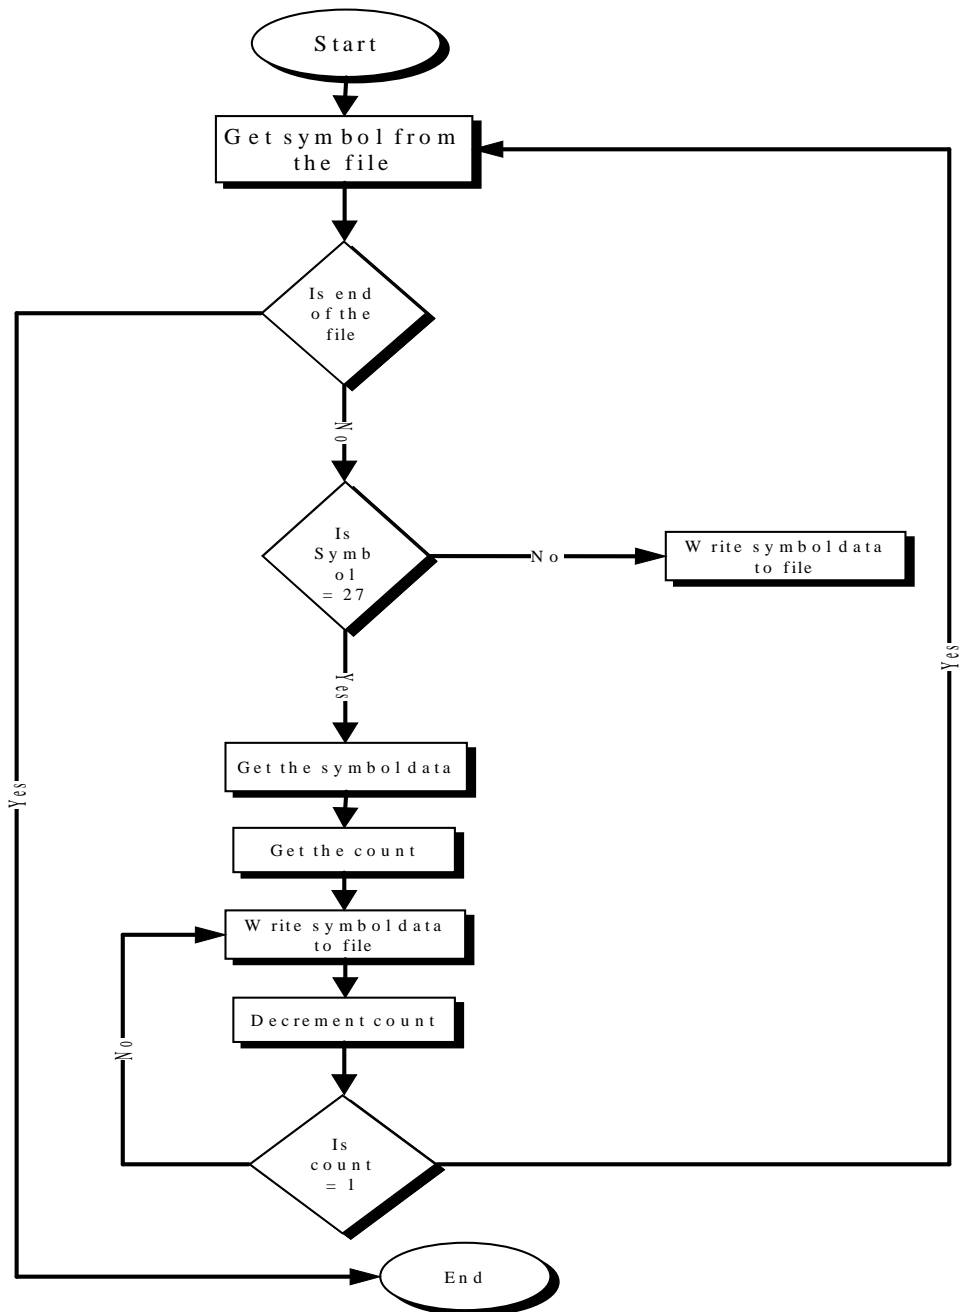 Start
Get symbol from
the file
Is end
of the
file
No
Is
Symb
ol
= 27
No
Write symbol data
to file
Yes
Yes
Get the symbol data
Yes
Get the count
Write symbol data
to file
Decrement count
No
Is
count
= 1
End